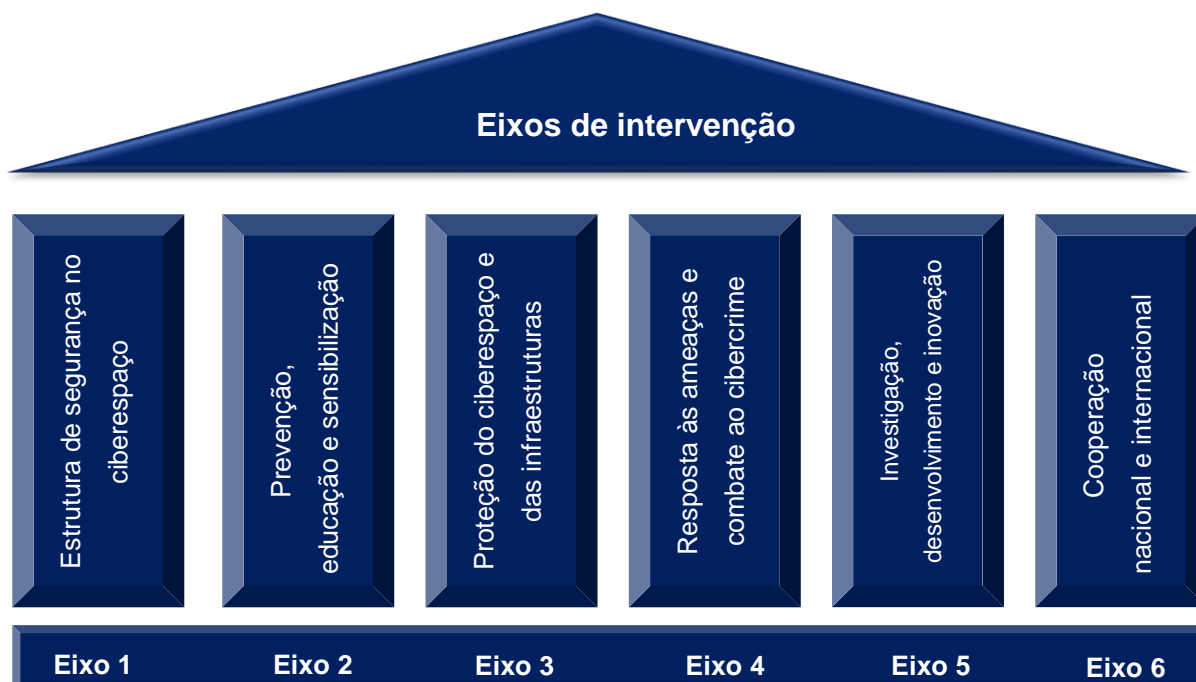 Eixos de intervenção
Estrutura de segurança no
ciberespaço
Prevenção,
educação e sensibilização
Proteção do ciberespaço e
das infraestruturas
Resposta às ameaças e
combate ao cibercrime
Investigação,
desenvolvimento e inovação
Cooperação
nacional e internacional
Eixo 1
Eixo 2
Eixo 3
Eixo 4
Eixo 5
Eixo 6